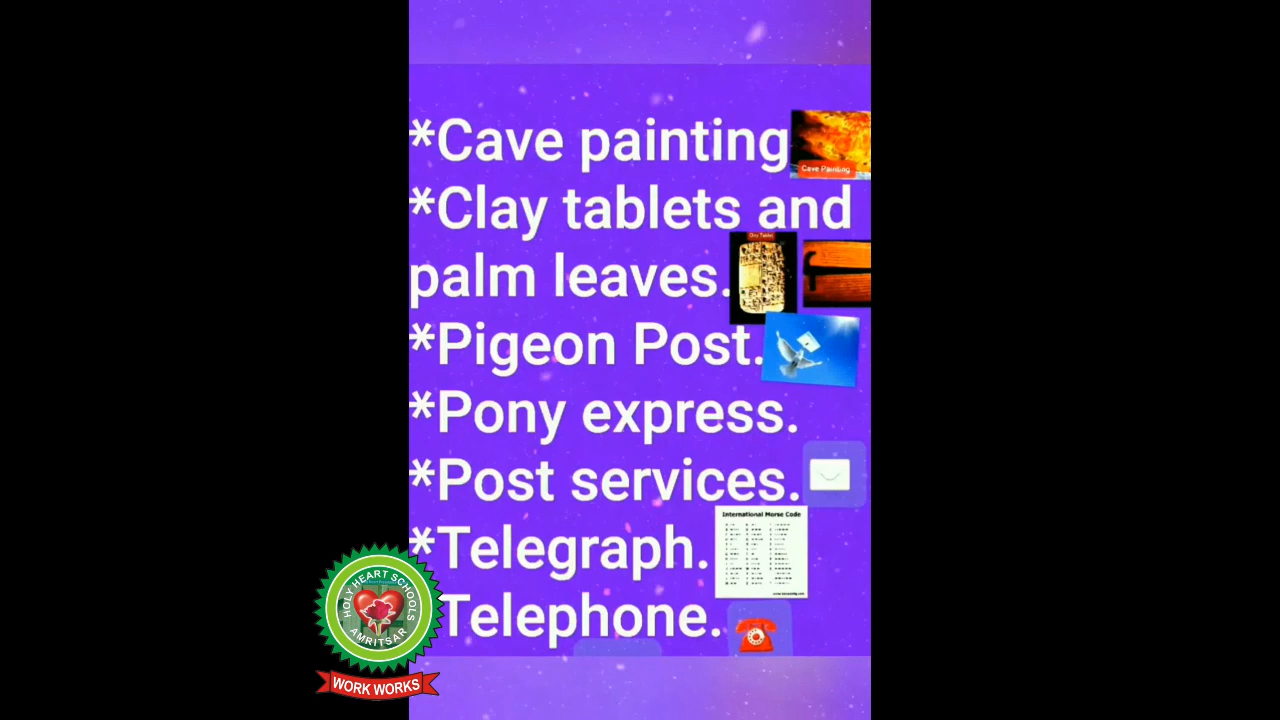 *Cave painting
Cave Painting
*Clay tablets and
palm leaves.
*Pigeon Post.
*Pony express.
*Post services.
International Morse Code
*Telegraph.
*Telephone.
HOLY HEART SCHOOLS
AMRITSAR
WORK WORKS